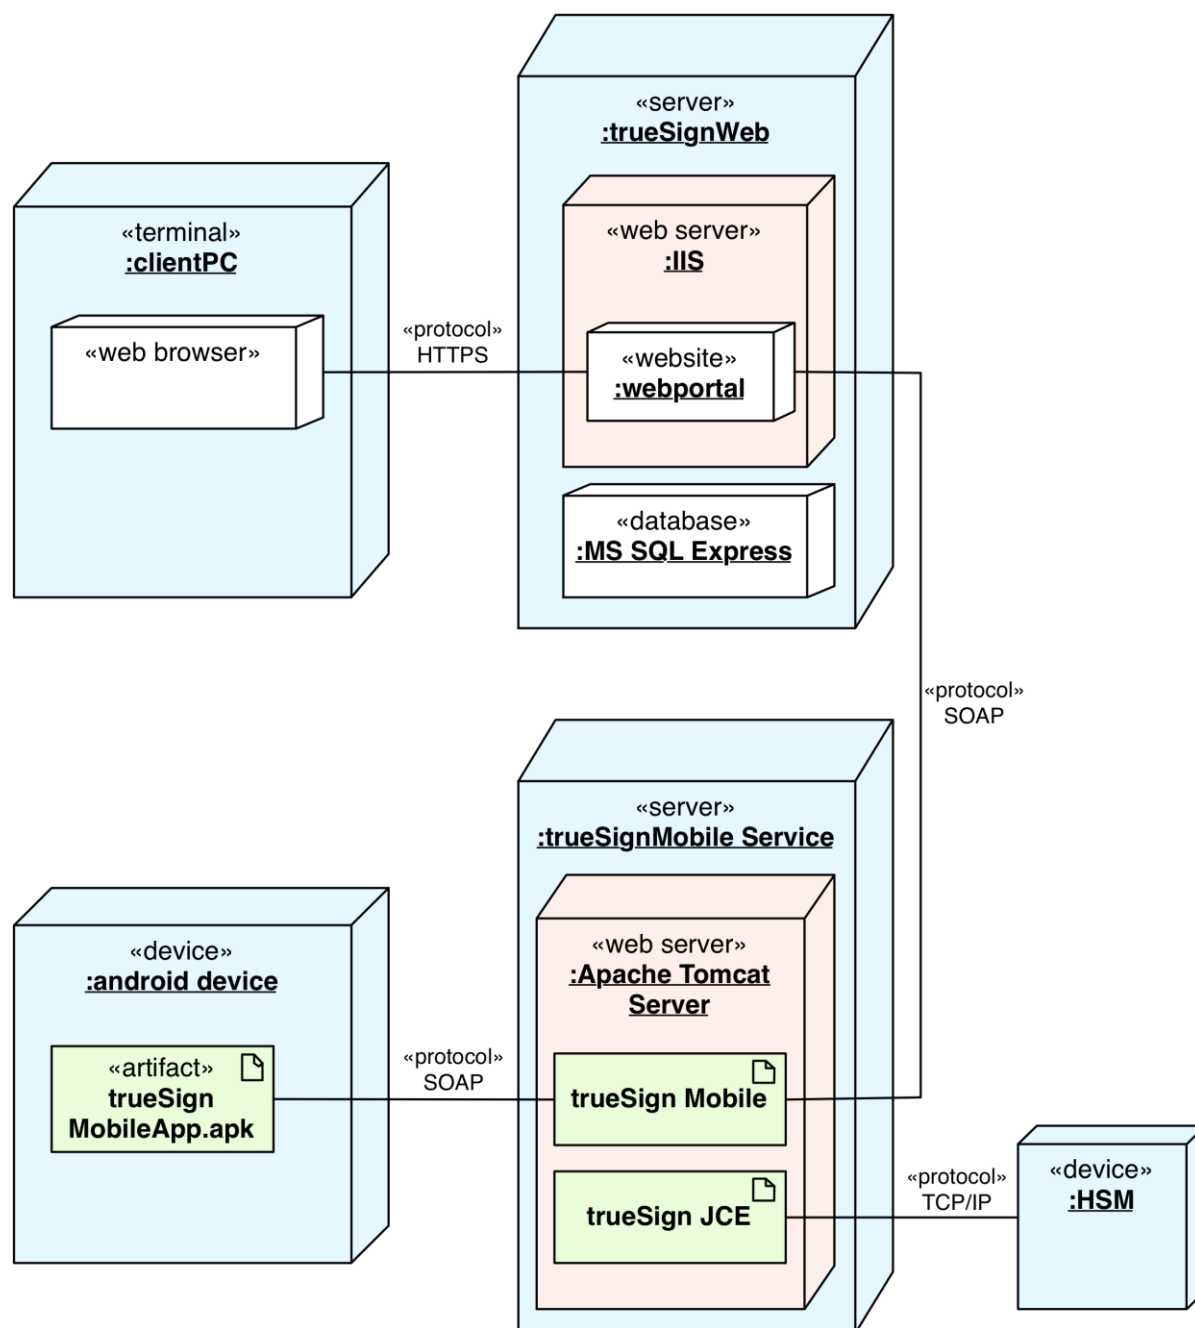 «server»
:trueSignWeb
«terminal»
:clientPC
«web server»
:IIS
«web browser»
«protocol»
HTTPS
«website»
:webportal
«database»
:MS SQL Express
«protocol»
SOAP
«server»
:trueSignMobile Service
«device»
:android device
«web server»
:Apache Tomcat
Server
«artifact»
trueSign
MobileApp.apk
«protocol»
SOAP
trueSign Mobile
trueSign JCE
«protocol»
TCP/IP
«device»
:HSM